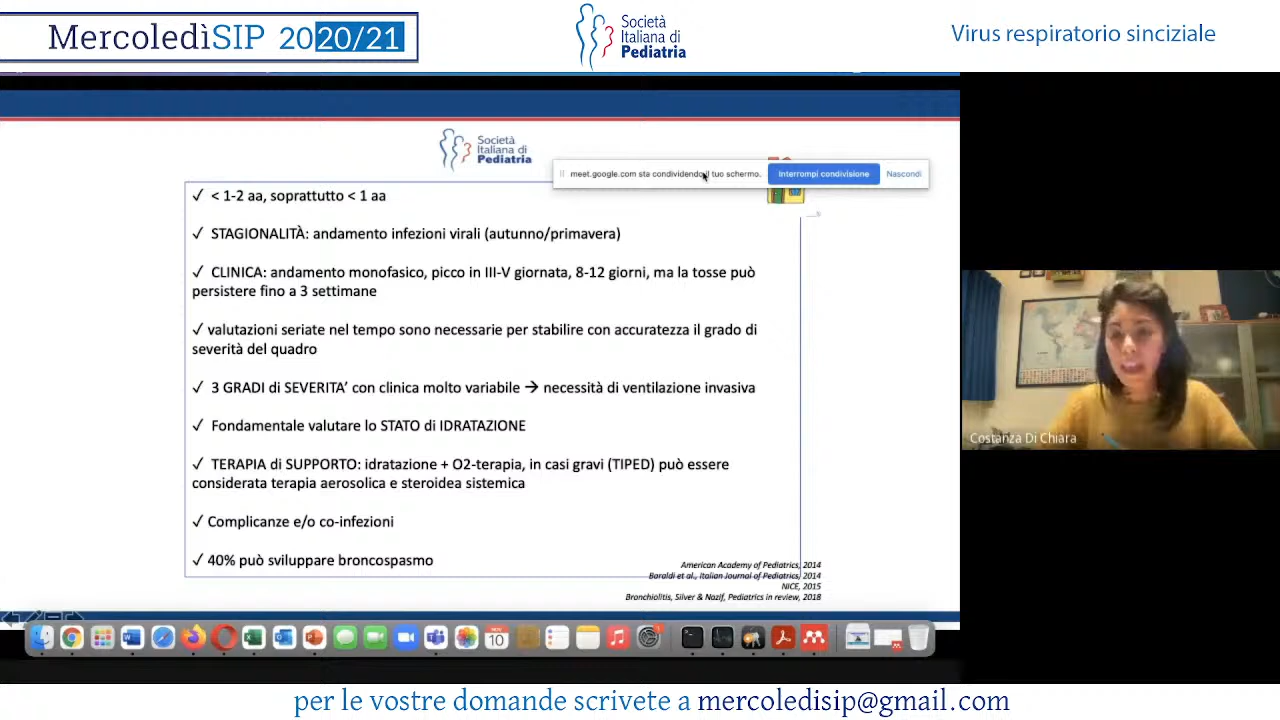 MercoledìSIP 2020/21
Società
Italiana di
Pediatria
Virus respiratorio sinciziale
Società
Italiana di
Pediatria
meet.google.com sta condividendo il tuo schermo.
Interrompi condivisione
Nascondi
✓ < 1-2 aa, soprattutto < 1 aa
✓ STAGIONALITÀ: andamento infezioni virali (autunno/primavera)
✓ CLINICA: andamento monofasico, picco in III-V giornata, 8-12 giorni, ma la tosse può
persistere fino a 3 settimane
✓ valutazioni seriate nel tempo sono necessarie per stabilire con accuratezza il grado di
severità del quadro
✓ 3 GRADI di SEVERITA’ con clinica molto variabile → necessità di ventilazione invasiva
✓ Fondamentale valutare lo STATO di IDRATAZIONE
✓ TERAPIA di SUPPORTO: idratazione + O2-terapia, in casi gravi (TIPED) può essere
considerata terapia aerosolica e steroidea sistemica
✓ Complicanze e/o co-infezioni
✓ 40% può sviluppare broncospasmo
American Academy of Pediatrics, 2014
Baraldi et al., Italian Journal of Pediatrics, 2014
NICE, 2015
Bronchiolitis, Silver & Nazif, Pediatrics in review, 2018
Costanza Di Chiara
10
per le vostre domande scrivete a mercoledisip@gmail.com